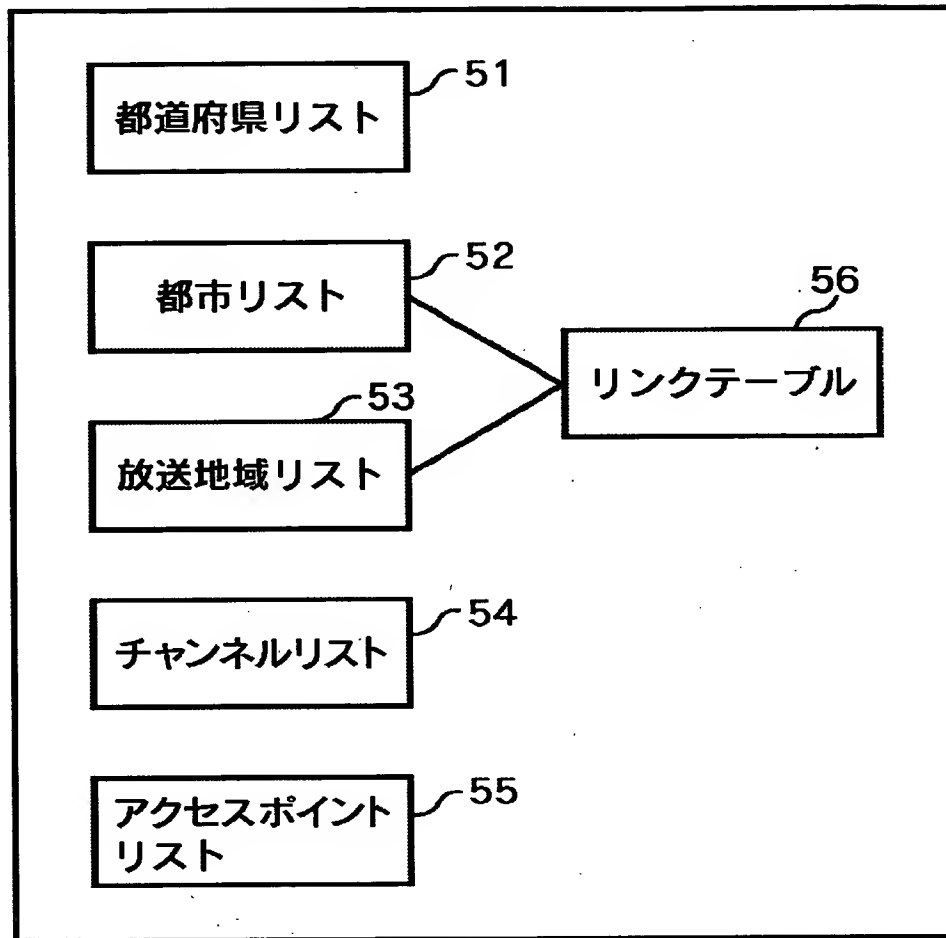 都道府県リスト
51
都市リスト
52
放送地域リスト
53
リンクテーブル
56
チャンネルリスト
54
アクセスポイント
リスト
55